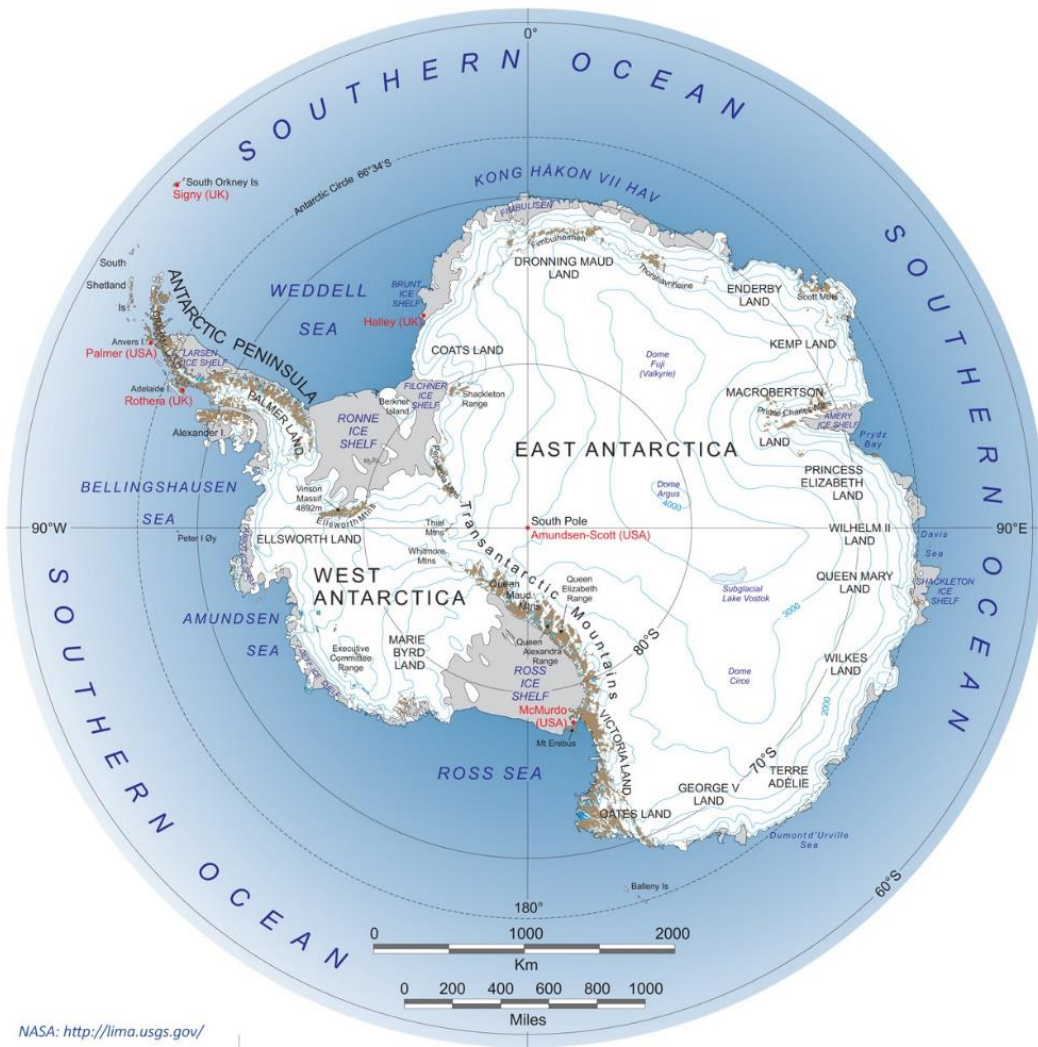 0°
SOUTHERN OCEAN
Antarctic Circle 66°34'S
KONG HÅKON VII HAV
South Orkney Is
Signy (UK)
FIMBULISEN
Fimbulheimen
DRONNING MAUD
LAND
ENDERBY
LAND
Scott Mtns
South
Shetland
Is
ANTARCTIC PENINSULA
WEDDELL
SEA
BRUNT
ICE
SHELF
Halley (UK)
KEMP LAND
Anvers I
Palmer (USA)
LARSEN
ICE SHELF
COATS LAND
Dome
Fuji
(Valkyrie)
Adelaide I
Rothera (UK)
PALMER LAND
Alexander I
Berkner
Island
FILCHNER
ICE
SHELF
Shackleton
Range
MACROBERTSON
LAND
Prince Charles Mtns
AMERY
ICE SHELF
Prydz
Bay
RONNE
ICE
SHELF
EAST ANTARCTICA
PRINCESS
ELIZABETH
LAND
SOUTHERN OCEAN
BELLINGSHAUSEN
SEA
Vinson
Massif
4892m
Ellsworth Mtns
Dome
Argus
4000
90°W
Peter I Øy
ELLSWORTH LAND
Thiel
Mtns
Transantarctic Mountains
South Pole
Amundsen-Scott (USA)
WILHELM II
LAND
Davis
Sea
90°E
Whitmore
Mtns
WEST
ANTARCTICA
Queen
Maud
Mtns
Queen
Elizabeth
Range
Subglacial
Lake Vostok
QUEEN MARY
LAND
SHACKLETON
ICE
SHELF
3000
AMUNDSEN
SEA
MARIE
BYRD
LAND
Executive
Committee
Range
Queen
Alexandra
Range
80°S
ROSS
ICE
SHELF
Dome
Circe
WILKES
LAND
2000
McMurdo
(USA)
Mt Erebus
VICTORIA LAND
ROSS SEA
70°S
TERRE
ADÉLIE
GEORGE V
LAND
OATES LAND
Dumont d'Urville
Sea
60°S
Balleny Is
SOUTHERN OCEAN
180°
0 1000 2000
Km
0 200 400 600 800 1000
Miles
NASA: http://lima.usgs.gov/